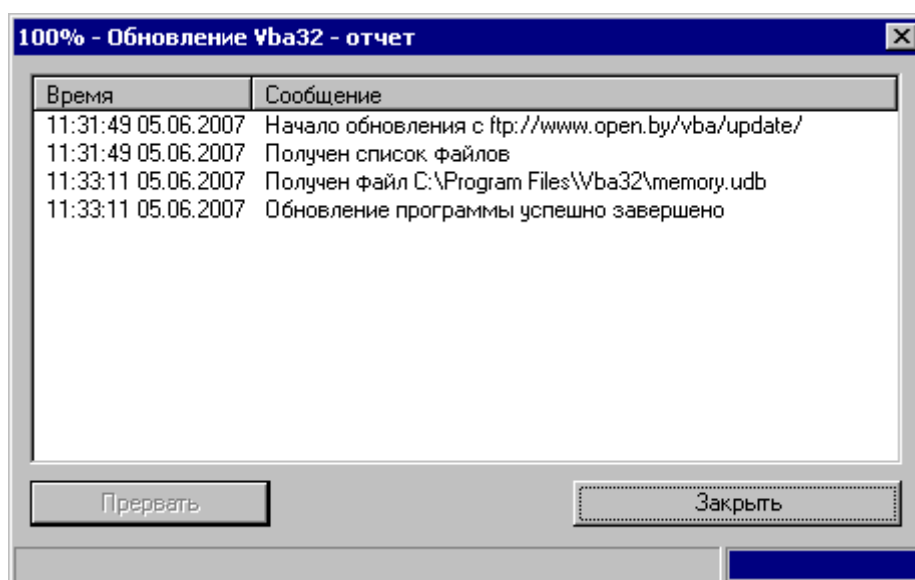 100% - Обновление Vba32 - отчет
Время Сообщение
11:31:49 05.06.2007 Начало обновления с ftp://www.open.by/vba/update/
11:31:49 05.06.2007 Получен список файлов
11:33:11 05.06.2007 Получен файл C:\Program Files\Vba32\memory.udb
11:33:11 05.06.2007 Обновление программы успешно завершено
Прервать Закрыть